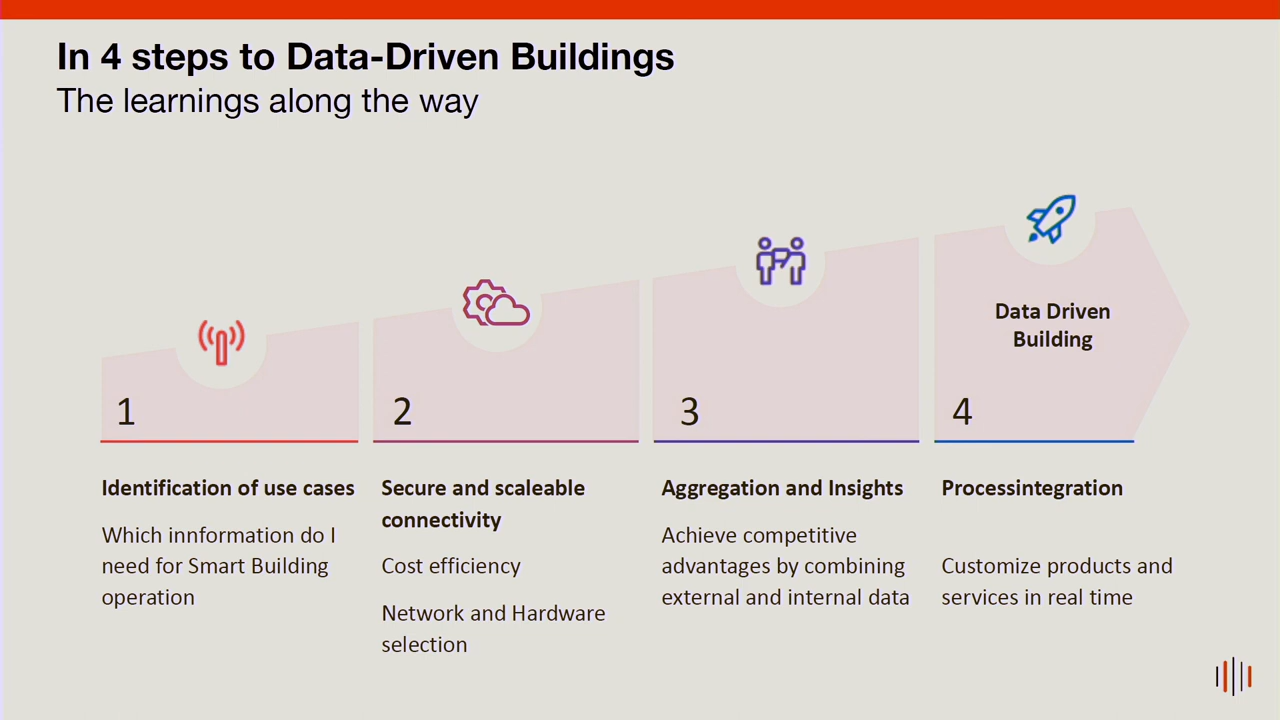 In 4 steps to Data-Driven Buildings
The learnings along the way
Data Driven
Building
1
2
3
4
Identification of use cases
Which innformation do I
need for Smart Building
operation
Secure and scaleable
connectivity
Cost efficiency
Network and Hardware
selection
Aggregation and Insights
Achieve competitive
advantages by combining
external and internal data
Processintegration
Customize products and
services in real time